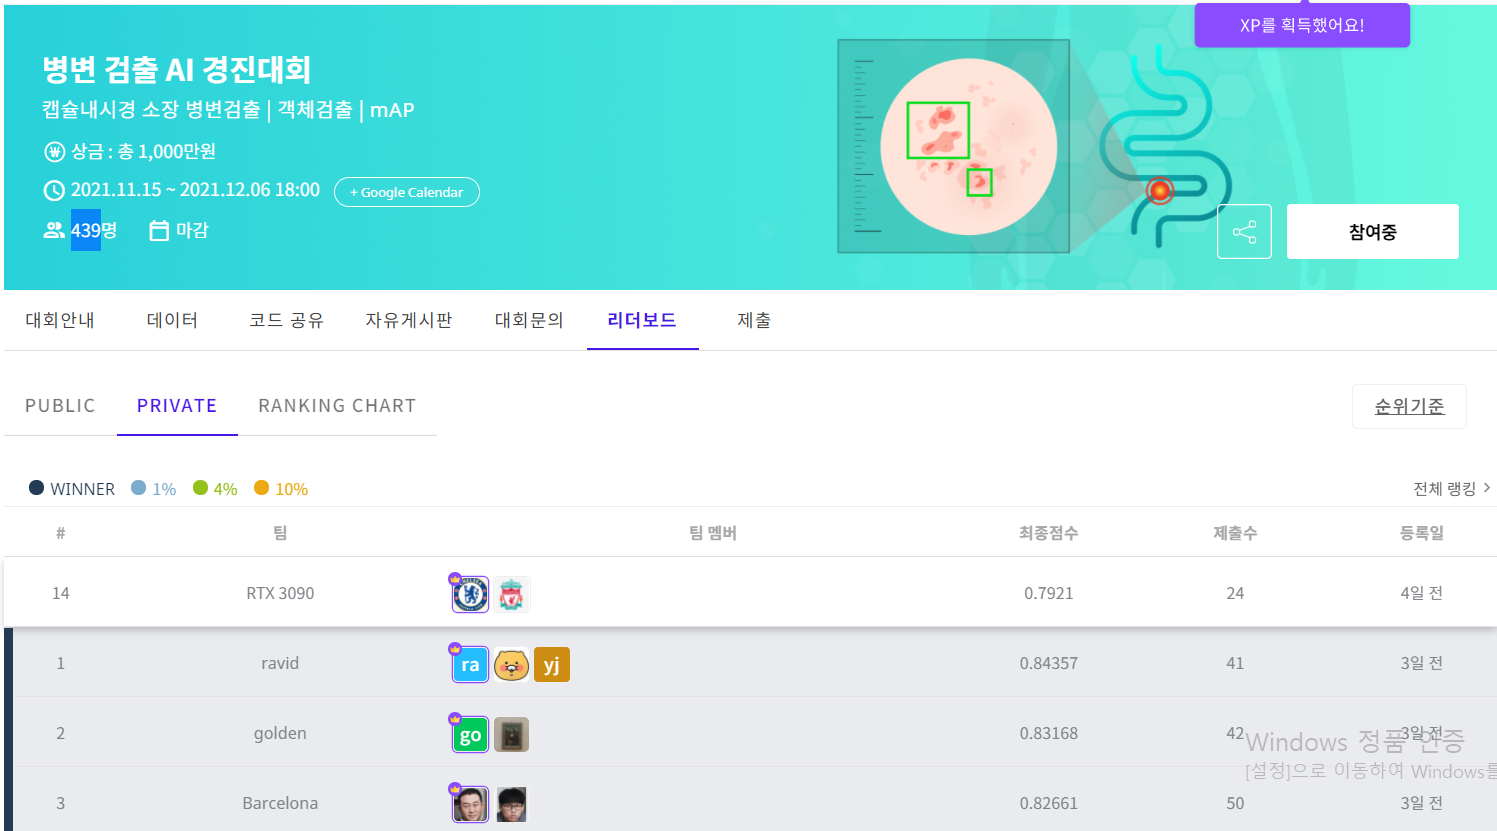 XP를 획득했어요!
병변 검출 AI 경진대회
캡슐내시경 소장 병변검출 | 객체검출 | mAP
상금 : 총 1,000만원
2021.11.15 ~ 2021.12.06 18:00 + Google Calendar
439명 마감
참여중
대회안내 데이터 코드 공유 자유게시판 대회문의 리더보드 제출
PUBLIC PRIVATE RANKING CHART 순위기준
WINNER 1% 4% 10% 전체 랭킹
# 팀 팀 멤버 최종점수 제출수 등록일
14 RTX 3090 0.7921 24 4일 전
1 ravid ra yj 0.84357 41 3일 전
2 golden go 0.83168 42 3일 전
Windows 정품 인증
[설정]으로 이동하여 Windows를
3 Barcelona 0.82661 50 3일 전